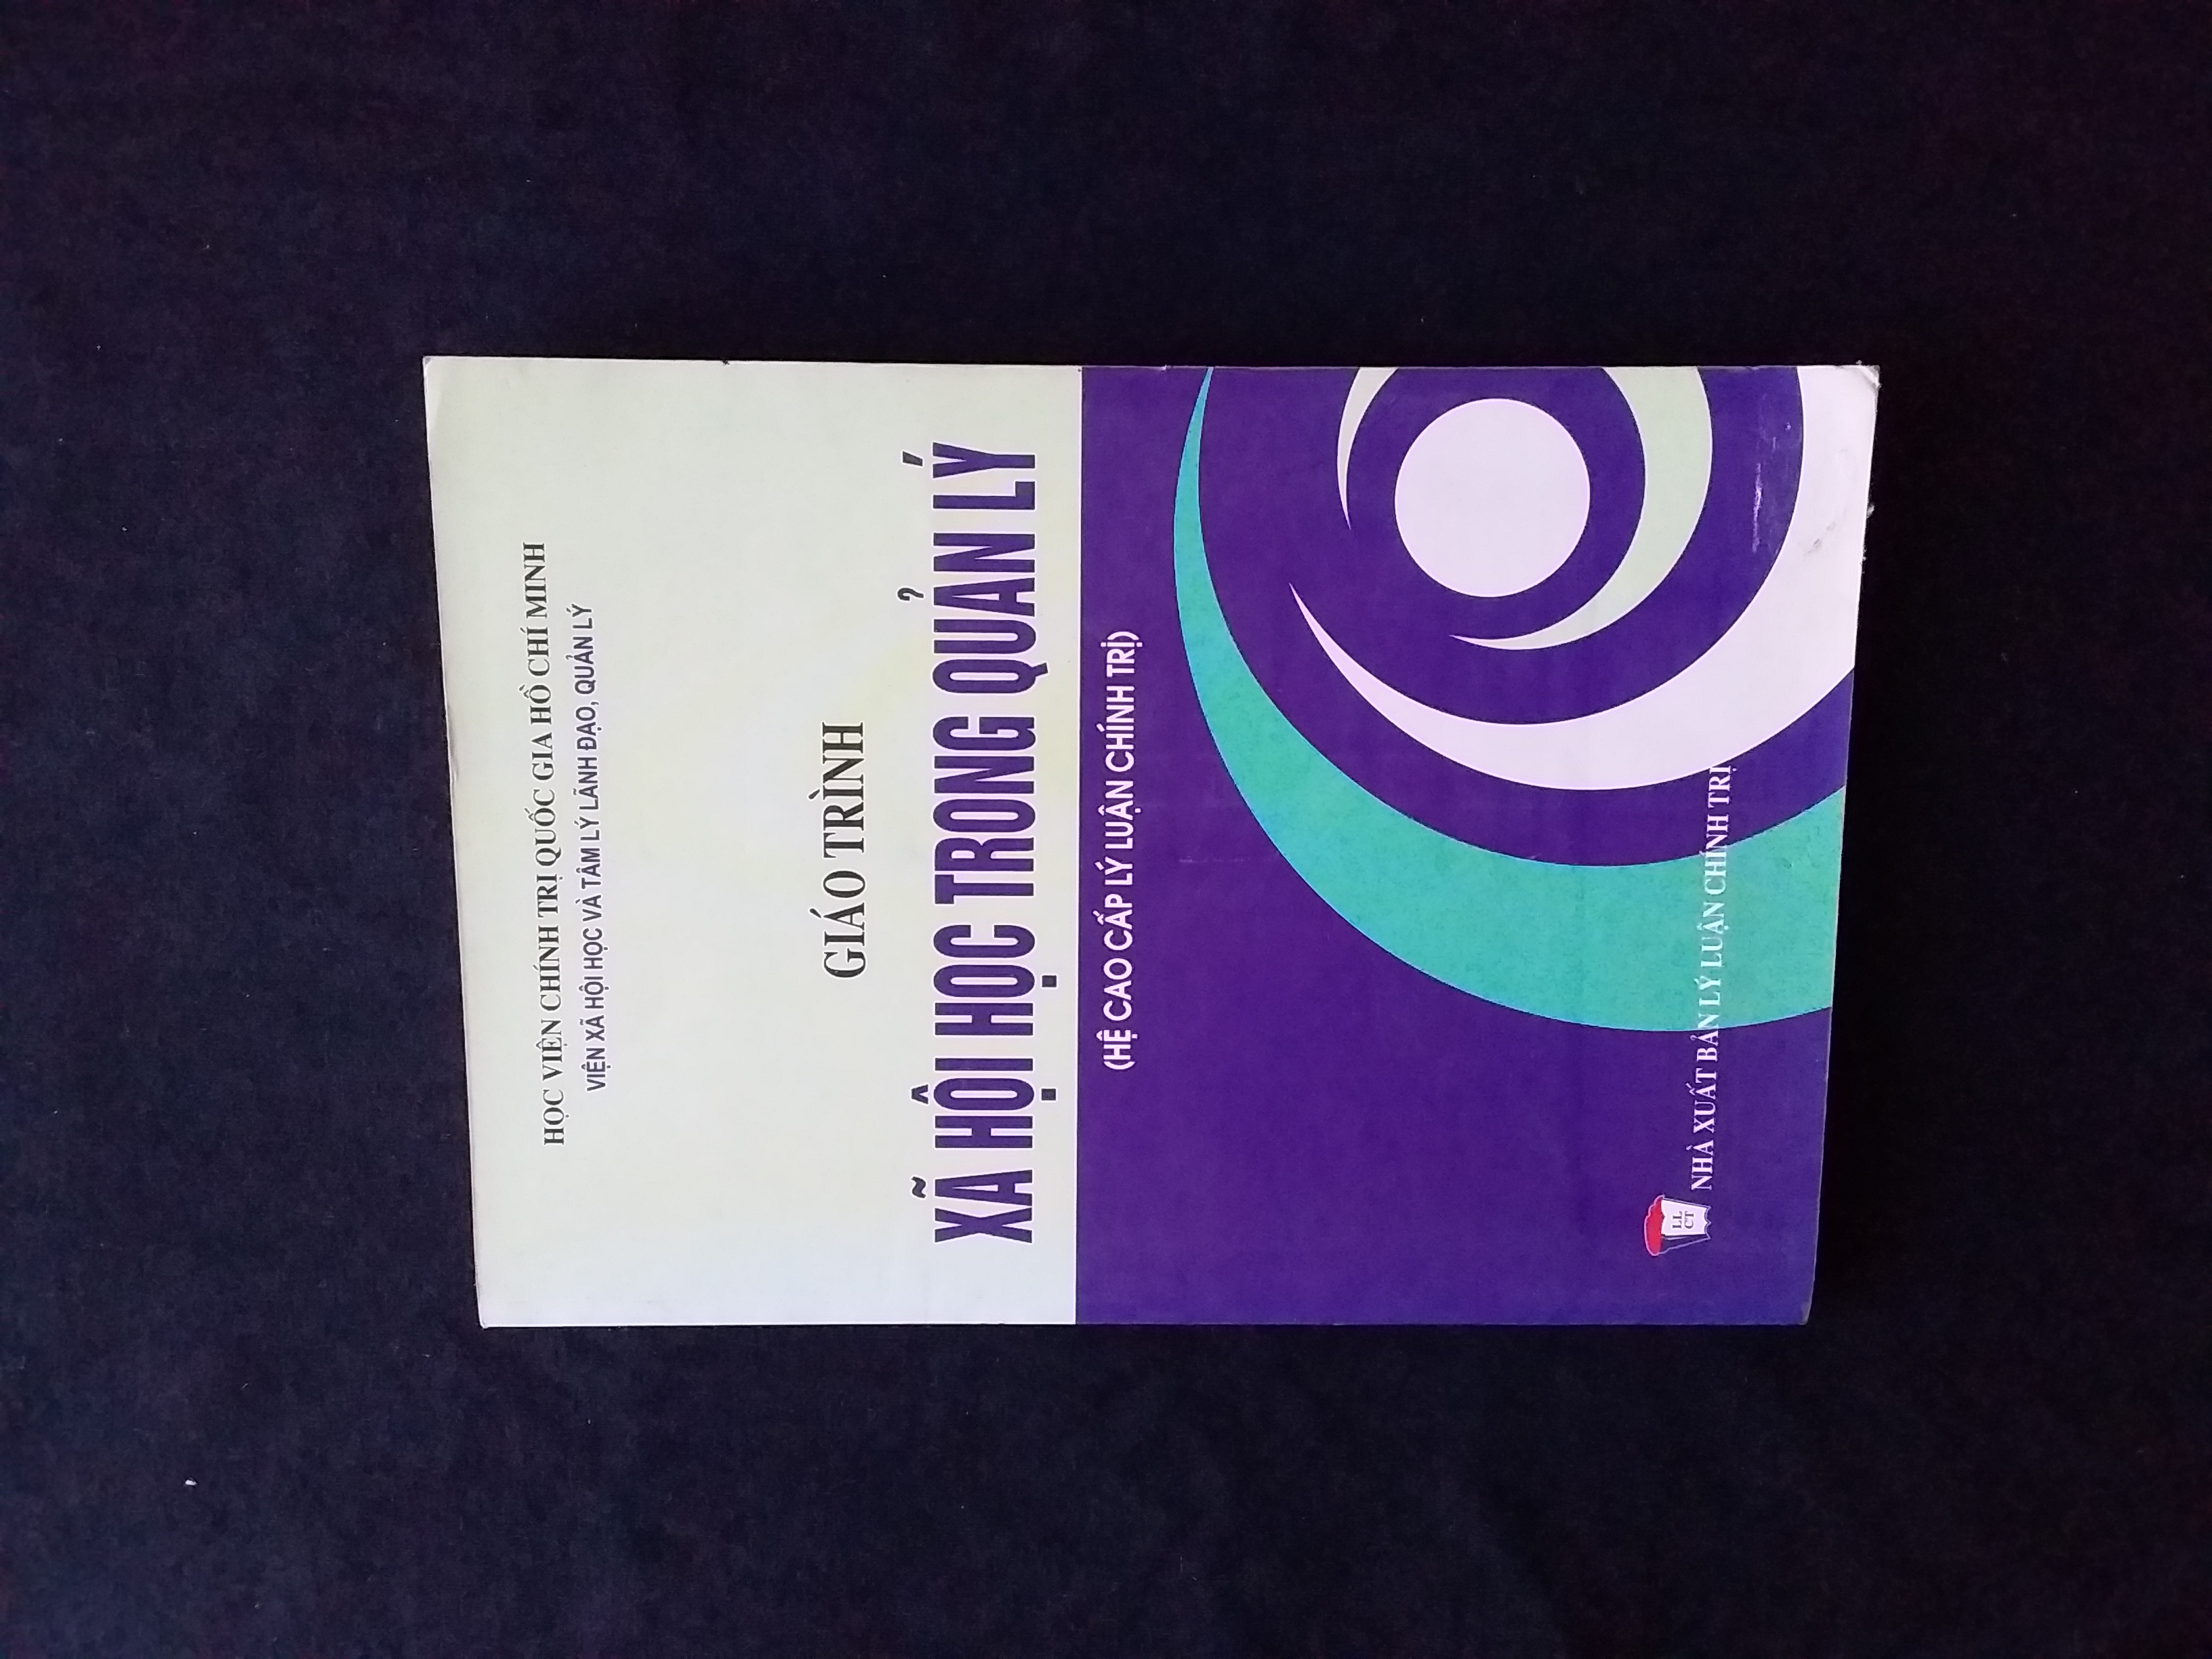 HỌC VIỆN CHÍNH TRỊ QUỐC GIA HỒ CHÍ MINH
VIỆN XÃ HỘI HỌC VÀ TÂM LÝ LÃNH ĐẠO, QUẢN LÝ
GIÁO TRÌNH
XÃ HỘI HỌC TRONG QUẢN LÝ
(HỆ CAO CẤP LÝ LUẬN CHÍNH TRỊ)
LL
CT
NHÀ XUẤT BẢN LÝ LUẬN CHÍNH TRỊ